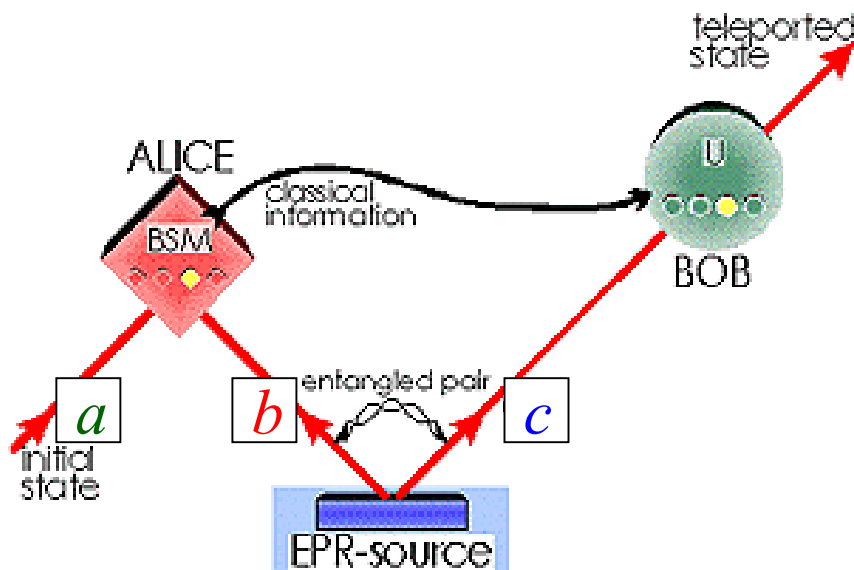 teleported
state
ALICE
U
classical
information
BSM
BOB
entangled pair
a
b
c
initial
state
EPR-source